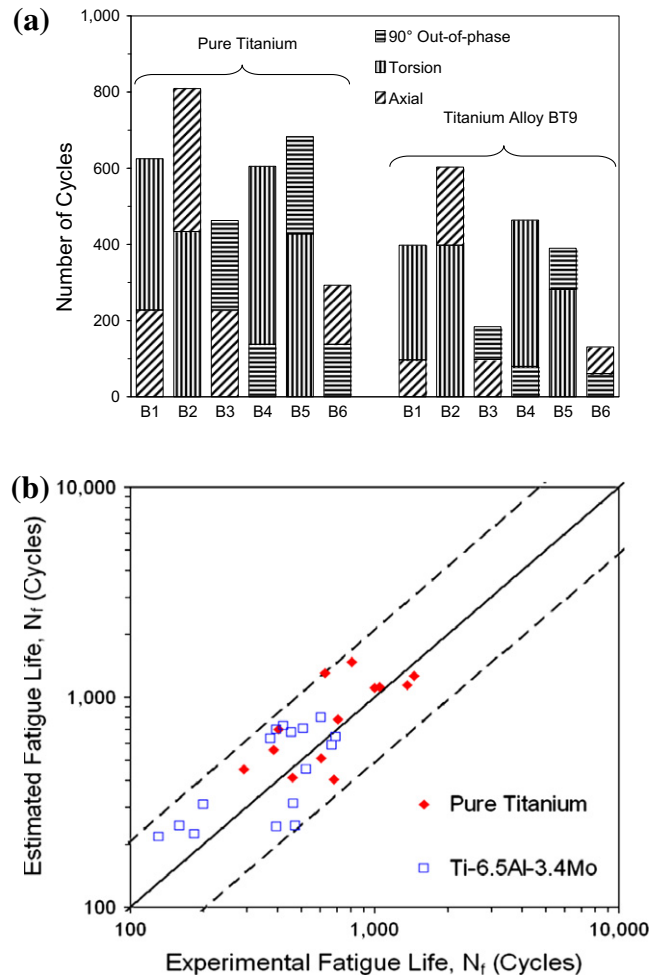 (a)
Number of Cycles
1,000
800
600
400
200
0
Pure Titanium
90° Out-of-phase
Torsion
Axial
Titanium Alloy BT9
B1 B2 B3 B4 B5 B6 B1 B2 B3 B4 B5 B6
(b)
Estimated Fatigue Life, Nf (Cycles)
10,000
1,000
100
Pure Titanium
Ti-6.5Al-3.4Mo
100 1,000 10,000
Experimental Fatigue Life, Nf (Cycles)